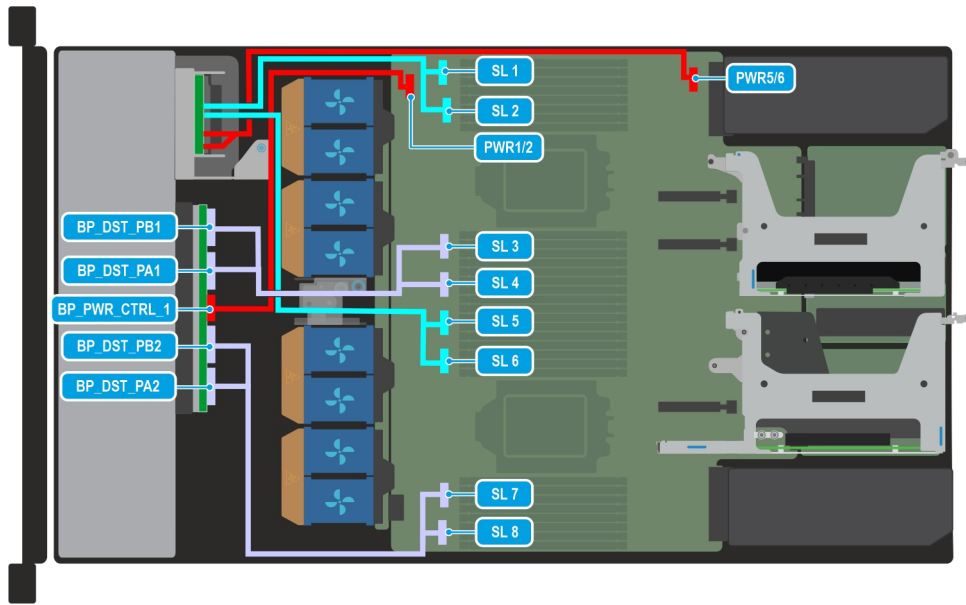 SL 1
PWR5/6
SL 2
PWR1/2
BP_DST_PB1
SL 3
BP_DST_PA1
SL 4
BP_PWR_CTRL_1
SL 5
BP_DST_PB2
SL 6
BP_DST_PA2
SL 7
SL 8